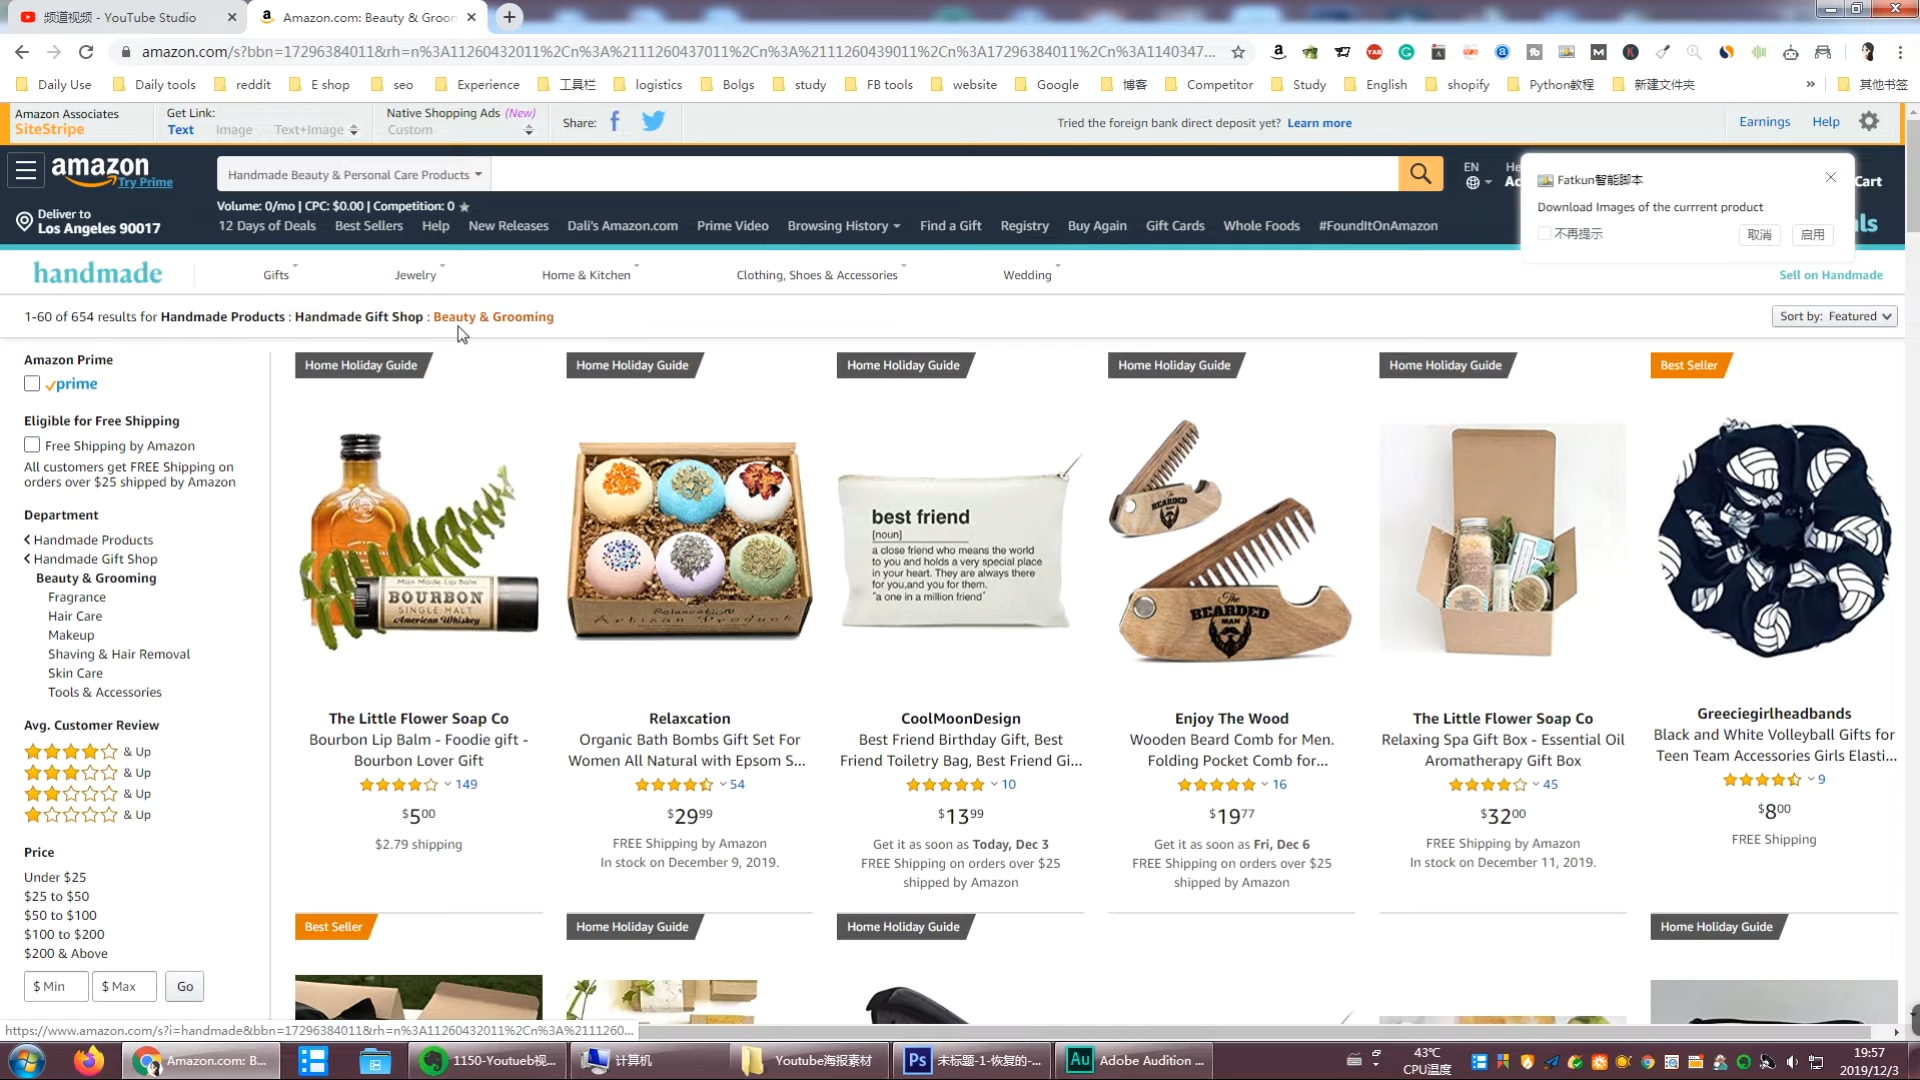 频道视频 - YouTube Studio
Amazon.com: Beauty & Groon
amazon.com/s?bbn=17296384011&rh=n%3A11260432011%2Cn%3A%2111260437011%2Cn%3A%2111260439011%2Cn%3A17296384011%2Cn%3A1140347...
Daily Use
Daily tools
reddit
E shop
seo
Experience
工具栏
logistics
Bolgs
study
FB tools
website
Google
博客
Competitor
Study
English
shopify
Python教程
新建文件夹
»
其他书签
Amazon Associates
SiteStripe
Get Link:
Text Image Text+Image
Native Shopping Ads (New)
Custom
Share:
Tried the foreign bank direct deposit yet? Learn more
Earnings
Help
amazon
Try Prime
Handmade Beauty & Personal Care Products
EN
He
Ac
Cart
Volume: 0/mo | CPC: $0.00 | Competition: 0 ★
Deliver to
Los Angeles 90017
12 Days of Deals
Best Sellers
Help
New Releases
Dali's Amazon.com
Prime Video
Browsing History
Find a Gift
Registry
Buy Again
Gift Cards
Whole Foods
#FoundItOnAmazon
ls
Fatkun智能脚本
Download Images of the currrent product
不再提示
取消
启用
handmade
Gifts
Jewelry
Home & Kitchen
Clothing, Shoes & Accessories
Wedding
Sell on Handmade
1-60 of 654 results for Handmade Products : Handmade Gift Shop : Beauty & Grooming
Sort by: Featured
Amazon Prime
prime
Eligible for Free Shipping
Free Shipping by Amazon
All customers get FREE Shipping on
orders over $25 shipped by Amazon
Department
Handmade Products
Handmade Gift Shop
Beauty & Grooming
Fragrance
Hair Care
Makeup
Shaving & Hair Removal
Skin Care
Tools & Accessories
Avg. Customer Review
& Up
& Up
& Up
& Up
Price
Under $25
$25 to $50
$50 to $100
$100 to $200
$200 & Above
$ Min
$ Max
Go
Home Holiday Guide
Man Made Lip Balm
BOURBON
SINGLE MALT
American Whiskey
The Little Flower Soap Co
Bourbon Lip Balm - Foodie gift -
Bourbon Lover Gift
149
$500
$2.79 shipping
Home Holiday Guide
Relaxcation
Artisan Product
Relaxcation
Organic Bath Bombs Gift Set For
Women All Natural with Epsom S...
54
$2999
FREE Shipping by Amazon
In stock on December 9, 2019.
Home Holiday Guide
best friend
[noun]
a close friend who means the world
to you and holds a very special place
in your heart. They are always there
for you,and you for them.
"a one in a million friend"
CoolMoonDesign
Best Friend Birthday Gift, Best
Friend Toiletry Bag, Best Friend Gi...
10
$1399
Get it as soon as Today, Dec 3
FREE Shipping on orders over $25
shipped by Amazon
Home Holiday Guide
The
BEARDED
MAN
The
BEARDED
MAN
Enjoy The Wood
Wooden Beard Comb for Men.
Folding Pocket Comb for...
16
$1977
Get it as soon as Fri, Dec 6
FREE Shipping on orders over $25
shipped by Amazon
Home Holiday Guide
The Little Flower Soap Co
Relaxing Spa Gift Box - Essential Oil
Aromatherapy Gift Box
45
$3200
FREE Shipping by Amazon
In stock on December 11, 2019.
Best Seller
Greeciegirlheadbands
Black and White Volleyball Gifts for
Teen Team Accessories Girls Elasti...
9
$800
FREE Shipping
Best Seller
Home Holiday Guide
Home Holiday Guide
Home Holiday Guide
https://www.amazon.com/s?i=handmade&bbn=17296384011&rh=n%3A11260432011%2Cn%3A%2111260...
Amazon.com: B...
1150-Youtueb视...
计算机
Youtube海报素材
Ps
未标题-1-恢复的-...
Au
Adobe Audition ...
43℃
CPU温度
19:57
2019/12/3